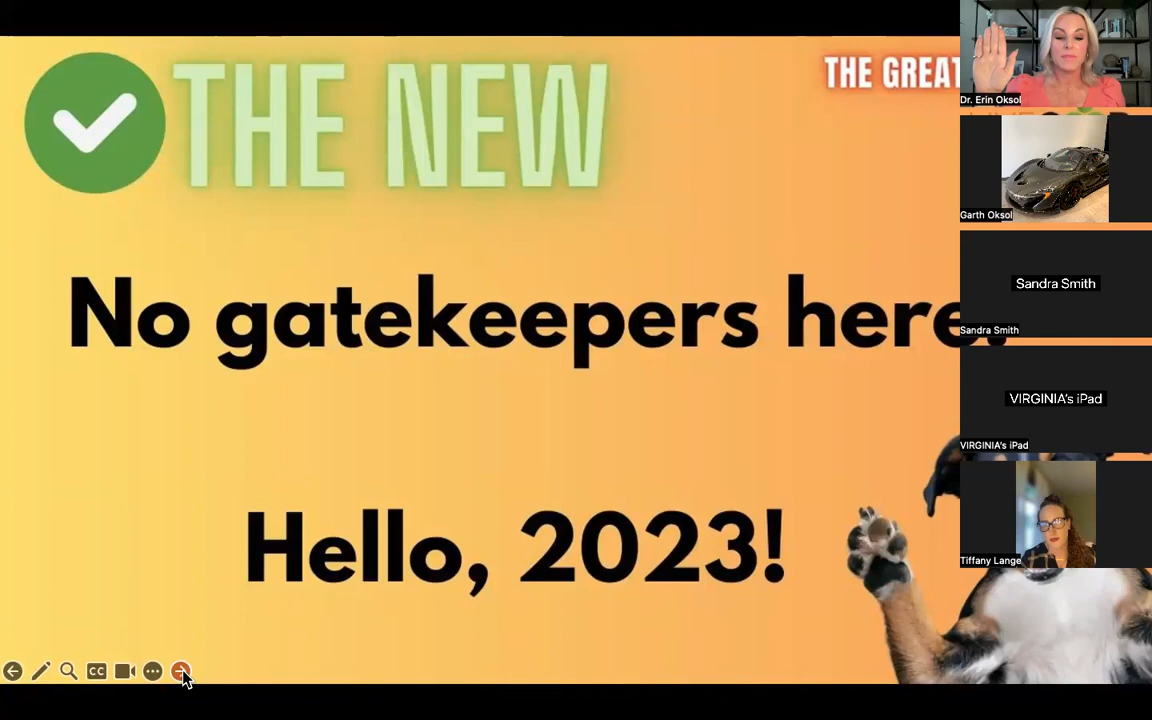 THE NEW
THE GREAT
No gatekeepers here.
Hello, 2023!
CC
Dr. Erin Oksol
Garth Oksol
Sandra Smith
Sandra Smith
VIRGINIA's iPad
VIRGINIA's iPad
Tiffany Lange